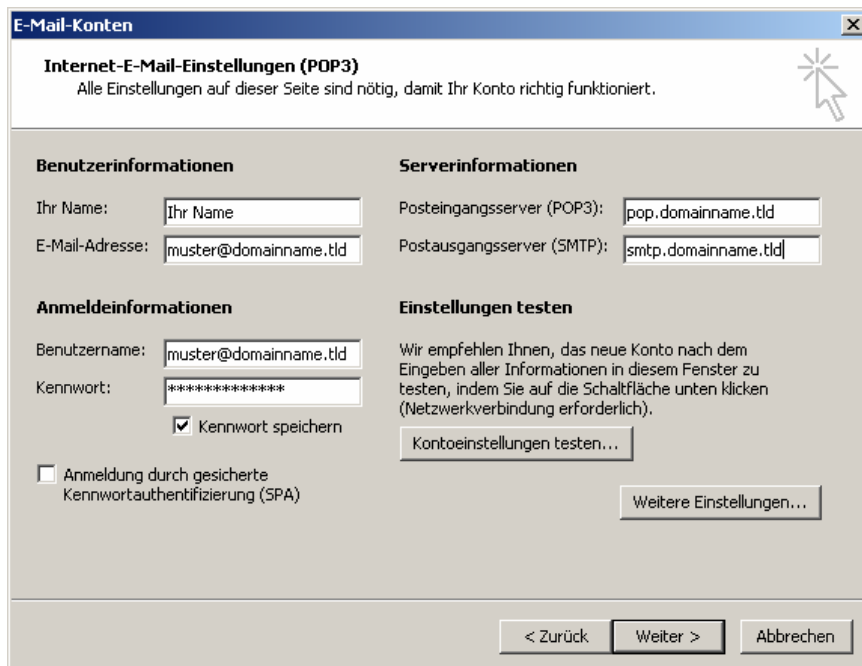 E-Mail-Konten
Internet-E-Mail-Einstellungen (POP3)
Alle Einstellungen auf dieser Seite sind nötig, damit Ihr Konto richtig funktioniert.
Benutzerinformationen
Ihr Name: Ihr Name
E-Mail-Adresse: muster@domainname.tld
Serverinformationen
Posteingangsserver (POP3): pop.domainname.tld
Postausgangsserver (SMTP): smtp.domainname.tld
Anmeldeinformationen
Benutzername: muster@domainname.tld
Kennwort: *************
Kennwort speichern
Anmeldung durch gesicherte
Kennwortauthentifizierung (SPA)
Einstellungen testen
Wir empfehlen Ihnen, das neue Konto nach dem
Eingeben aller Informationen in diesem Fenster zu
testen, indem Sie auf die Schaltfläche unten klicken
(Netzwerkverbindung erforderlich).
Kontoeinstellungen testen...
Weitere Einstellungen...
< Zurück Weiter > Abbrechen